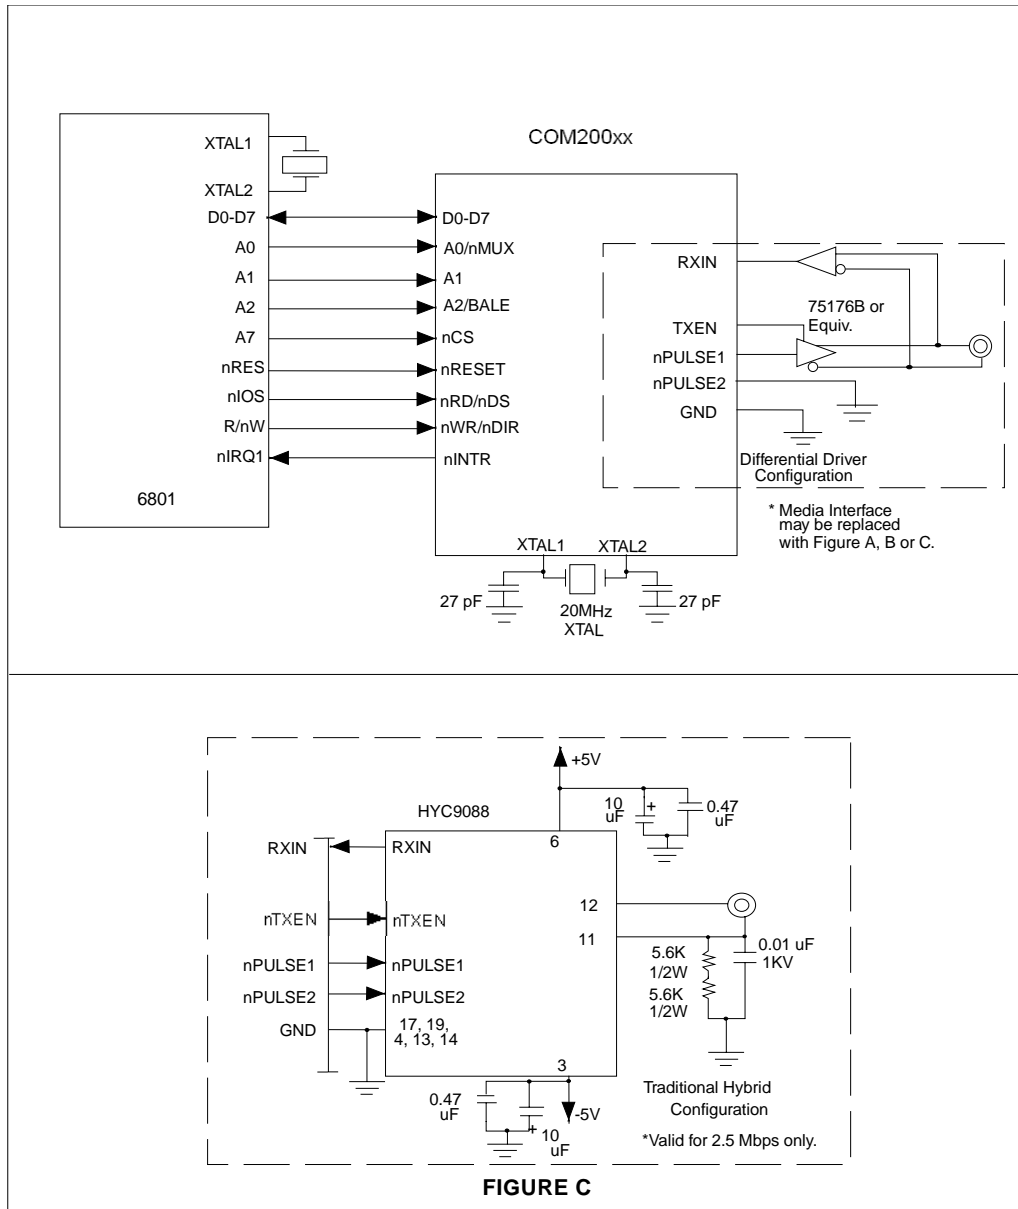 COM200xx
XTAL1
XTAL2
D0-D7
A0
A1
A2
A7
nRES
nIOS
R/nW
nIRQ1
6801
D0-D7
A0/nMUX
A1
A2/BALE
nCS
nRESET
nRD/nDS
nWR/nDIR
nINTR
RXIN
TXEN
nPULSE1
nPULSE2
GND
75176B or
Equiv.
Differential Driver
Configuration
* Media Interface
may be replaced
with Figure A, B or C.
XTAL1
XTAL2
27 pF
20MHz
XTAL
27 pF
+5V
10
uF
+
0.47
uF
HYC9088
6
RXIN
nTXEN
nPULSE1
nPULSE2
GND
RXIN
nTXEN
nPULSE1
nPULSE2
17, 19,
4, 13, 14
12
11
3
5.6K
1/2W
5.6K
1/2W
0.01 uF
1KV
0.47
uF
+
10
uF
-5V
Traditional Hybrid
Configuration
*Valid for 2.5 Mbps only.
FIGURE C